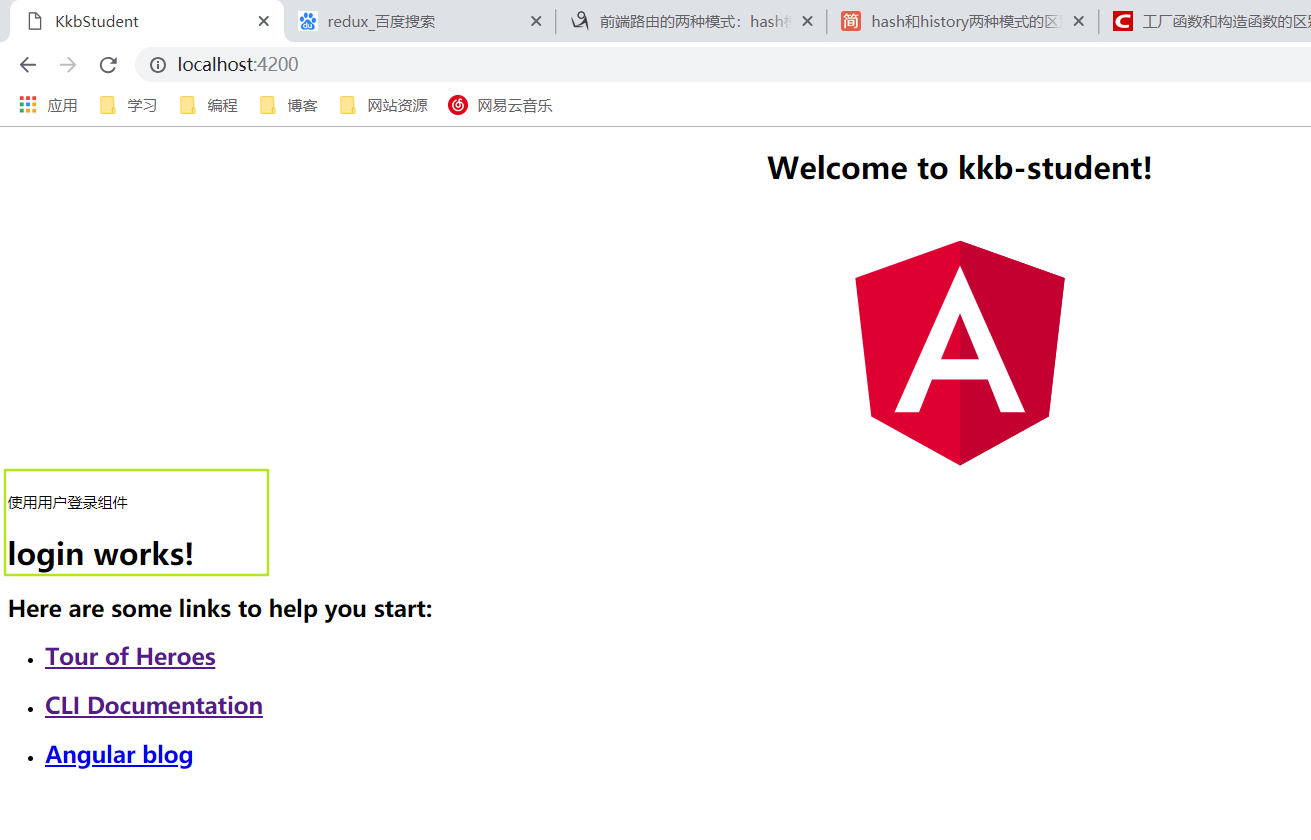 KkbStudent
redux_百度搜索
前端路由的两种模式：hash
hash和history两种模式的区
工厂函数和构造函数的区
localhost:4200
应用 学习 编程 博客 网站资源 网易云音乐
Welcome to kkb-student!
使用用户登录组件
login works!
Here are some links to help you start:
Tour of Heroes
CLI Documentation
Angular blog